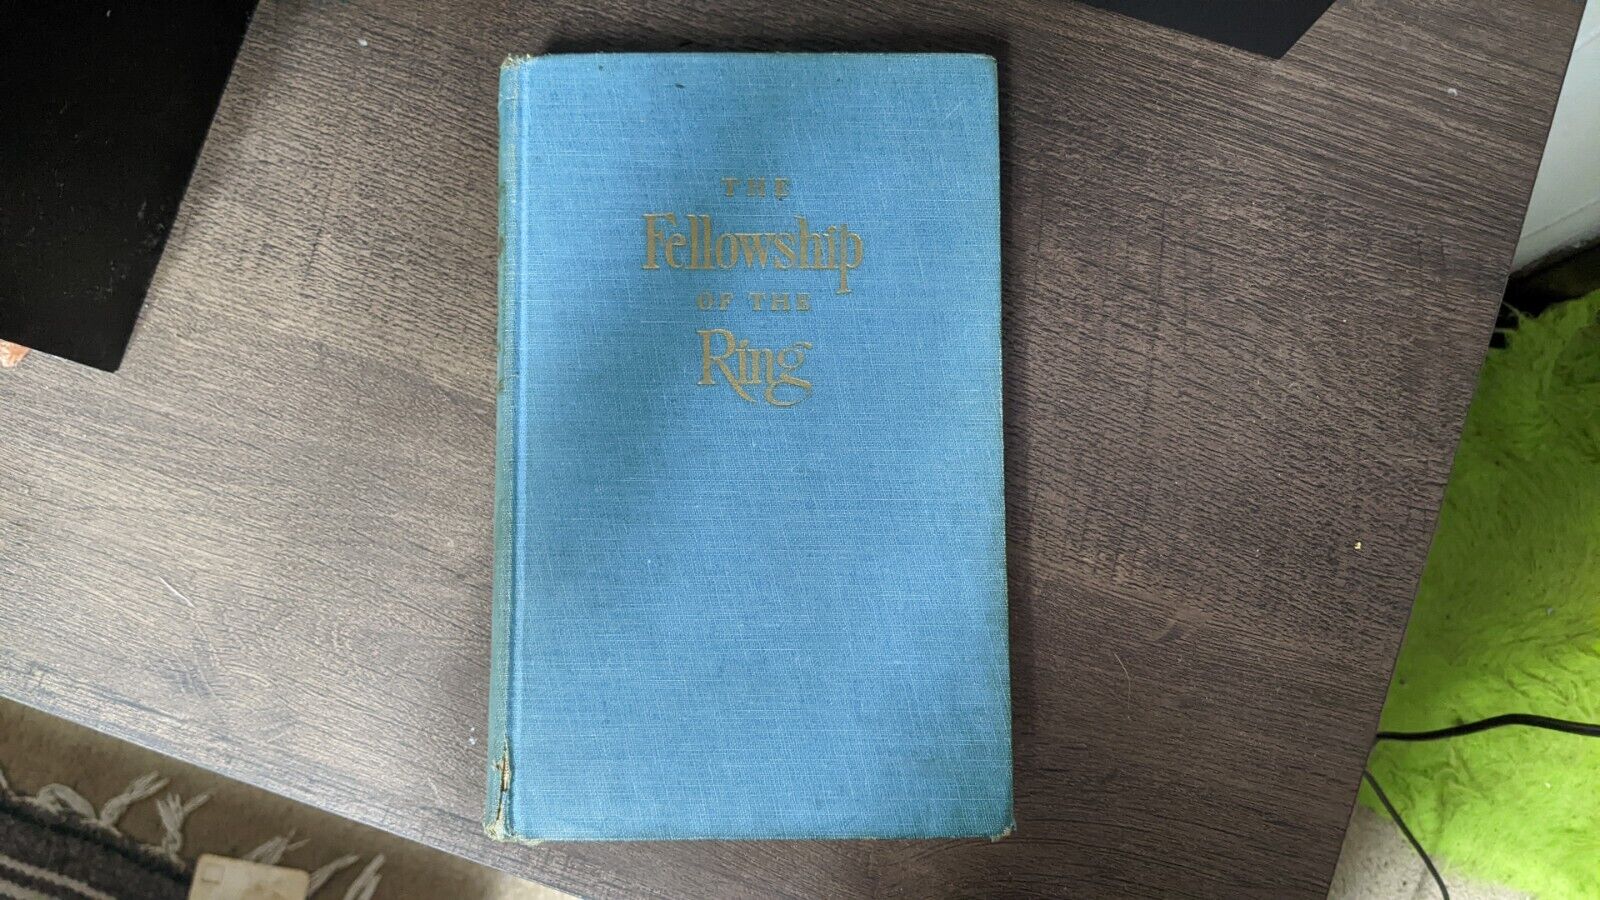 THE
Fellowship
OF THE
Ring